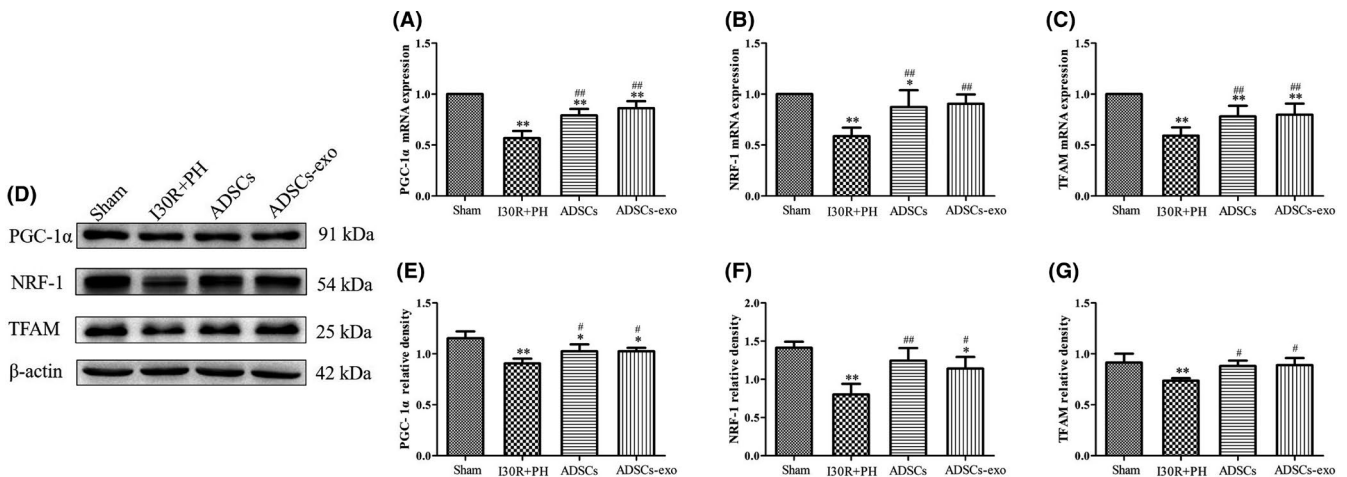 (A)
PGC-1α mRNA expression
1.5
1.0
0.5
0.0
**
##
**
##
**
Sham I30R+PH ADSCs ADSCs-exo
(B)
NRF-1 mRNA expression
1.5
1.0
0.5
0.0
**
##
*
##
Sham I30R+PH ADSCs ADSCs-exo
(C)
TFAM mRNA expression
1.5
1.0
0.5
0.0
**
##
**
##
**
Sham I30R+PH ADSCs ADSCs-exo
(D)
Sham I30R+PH ADSCs ADSCs-exo
PGC-1α 91 kDa
NRF-1 54 kDa
TFAM 25 kDa
β-actin 42 kDa
(E)
PGC-1α relative density
1.5
1.0
0.5
0.0
**
#
*
#
*
Sham I30R+PH ADSCs ADSCs-exo
(F)
NRF-1 relative density
2.0
1.5
1.0
0.5
0.0
**
##
#
*
Sham I30R+PH ADSCs ADSCs-exo
(G)
TFAM relative density
1.5
1.0
0.5
0.0
**
#
#
Sham I30R+PH ADSCs ADSCs-exo